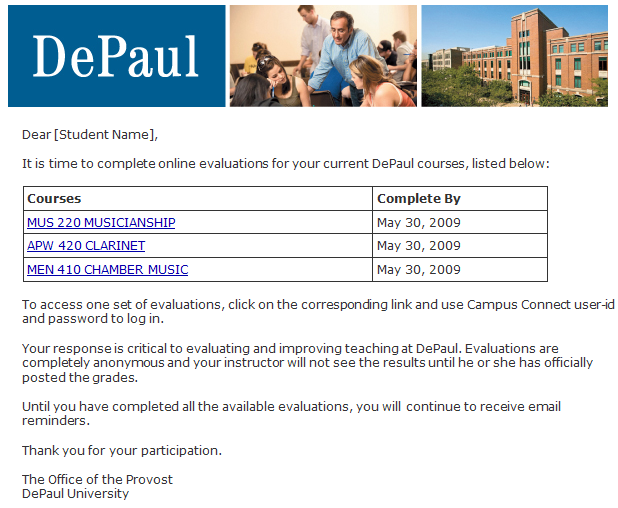 DePaul
Dear [Student Name],
It is time to complete online evaluations for your current DePaul courses, listed below:
Courses Complete By
MUS 220 MUSICIANSHIP May 30, 2009
APW 420 CLARINET May 30, 2009
MEN 410 CHAMBER MUSIC May 30, 2009
To access one set of evaluations, click on the corresponding link and use Campus Connect user-id
and password to log in.
Your response is critical to evaluating and improving teaching at DePaul. Evaluations are
completely anonymous and your instructor will not see the results until he or she has officially
posted the grades.
Until you have completed all the available evaluations, you will continue to receive email
reminders.
Thank you for your participation.
The Office of the Provost
DePaul University